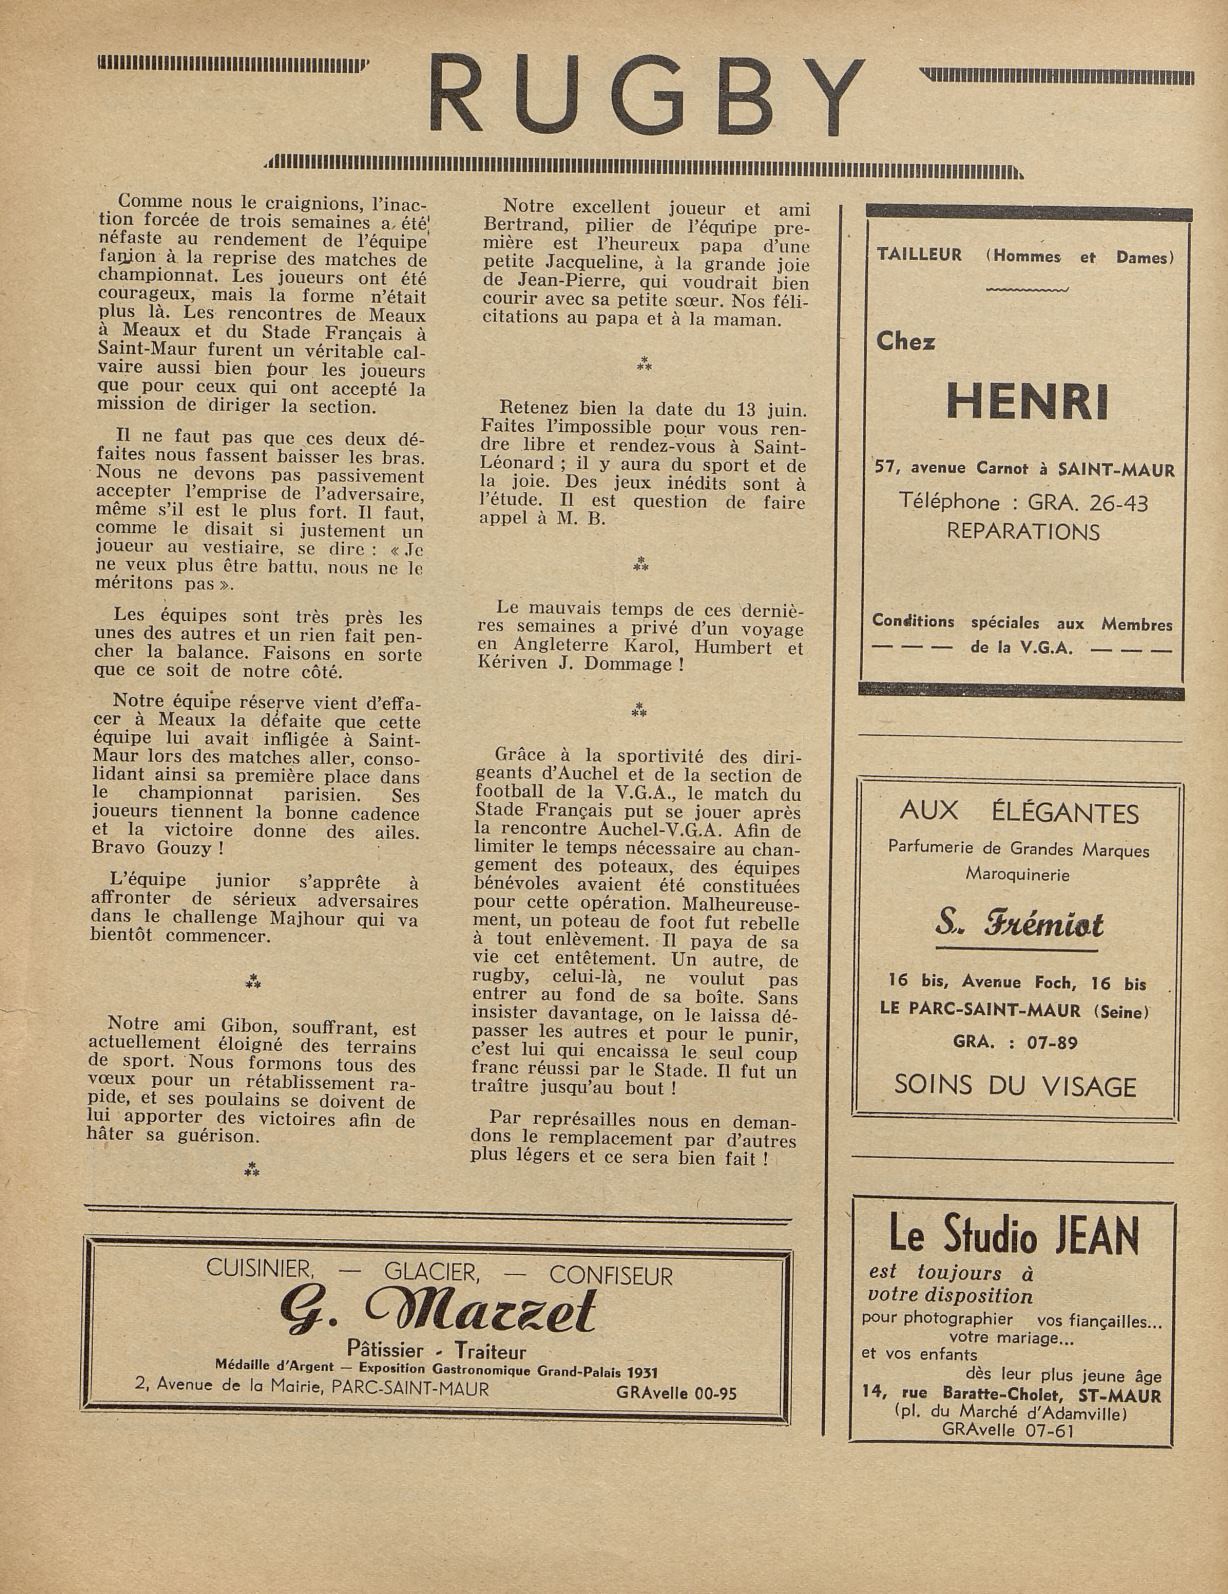 RUGBY
Comme nous le craignions, l'inac-
tion forcée de trois semaines a été
néfaste au rendement de l'équipe
fanion à la reprise des matches de
championnat. Les joueurs ont été
courageux, mais la forme n'était
plus là. Les rencontres de Meaux
à Meaux et du Stade Français à
Saint-Maur furent un véritable cal-
vaire aussi bien pour les joueurs
que pour ceux qui ont accepté la
mission de diriger la section.
Il ne faut pas que ces deux dé-
faites nous fassent baisser les bras.
Nous ne devons pas passivement
accepter l'emprise de l'adversaire,
même s'il est le plus fort. Il faut,
comme le disait si justement un
joueur au vestiaire, se dire : « Je
ne veux plus être battu, nous ne le
méritons pas ».
Les équipes sont très près les
unes des autres et un rien fait pen-
cher la balance. Faisons en sorte
que ce soit de notre côté.
Notre équipe réserve vient d'effa-
cer à Meaux la défaite que cette
équipe lui avait infligée à Saint-
Maur lors des matches aller, conso-
lidant ainsi sa première place dans
le championnat parisien. Ses
joueurs tiennent la bonne cadence
et la victoire donne des ailes.
Bravo Gouzy !
L'équipe junior s'apprête à
affronter de sérieux adversaires
dans le challenge Majhour qui va
bientôt commencer.
⁂
Notre ami Gibon, souffrant, est
actuellement éloigné des terrains
de sport. Nous formons tous des
vœux pour un rétablissement ra-
pide, et ses poulains se doivent de
lui apporter des victoires afin de
hâter sa guérison.
⁂
Notre excellent joueur et ami
Bertrand, pilier de l'équipe pre-
mière est l'heureux papa d'une
petite Jacqueline, à la grande joie
de Jean-Pierre, qui voudrait bien
courir avec sa petite sœur. Nos féli-
citations au papa et à la maman.
⁂
Retenez bien la date du 13 juin.
Faites l'impossible pour vous ren-
dre libre et rendez-vous à Saint-
Léonard ; il y aura du sport et de
la joie. Des jeux inédits sont à
l'étude. Il est question de faire
appel à M. B.
⁂
Le mauvais temps de ces derniè-
res semaines a privé d'un voyage
en Angleterre Karol, Humbert et
Kériven J. Dommage !
⁂
Grâce à la sportivité des diri-
geants d'Auchel et de la section de
football de la V.G.A., le match du
Stade Français put se jouer après
la rencontre Auchel-V.G.A. Afin de
limiter le temps nécessaire au chan-
gement des poteaux, des équipes
bénévoles avaient été constituées
pour cette opération. Malheureuse-
ment, un poteau de foot fut rebelle
à tout enlèvement. Il paya de sa
vie cet entêtement. Un autre, de
rugby, celui-là, ne voulut pas
entrer au fond de sa boîte. Sans
insister davantage, on le laissa dé-
passer les autres et pour le punir,
c'est lui qui encaissa le seul coup
franc réussi par le Stade. Il fut un
traître jusqu'au bout !
Par représailles nous en deman-
dons le remplacement par d'autres
plus légers et ce sera bien fait !
CUISINIER, — GLACIER, — CONFISEUR
G. Marzet
Pâtissier - Traiteur
Médaille d'Argent — Exposition Gastronomique Grand-Palais 1931
2, Avenue de la Mairie, PARC-SAINT-MAUR GRAvelle 00-95
TAILLEUR (Hommes et Dames)
Chez
HENRI
57, avenue Carnot à SAINT-MAUR
Téléphone : GRA. 26-43
REPARATIONS
Conditions spéciales aux Membres
— — — de la V.G.A. — — —
AUX ÉLÉGANTES
Parfumerie de Grandes Marques
Maroquinerie
S. Frémiot
16 bis, Avenue Foch, 16 bis
LE PARC-SAINT-MAUR (Seine)
GRA. : 07-89
SOINS DU VISAGE
Le Studio JEAN
est toujours à
votre disposition
pour photographier vos fiançailles...
votre mariage...
et vos enfants
dès leur plus jeune âge
14, rue Baratte-Cholet, ST-MAUR
(pl. du Marché d'Adamville)
GRAvelle 07-61